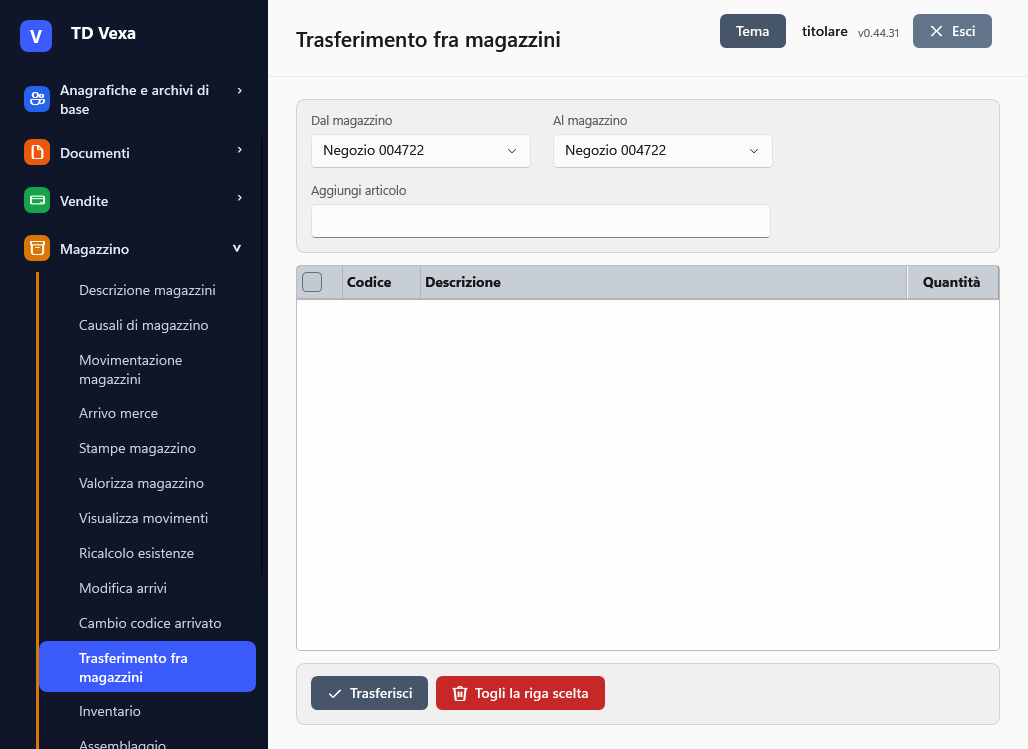 V
TD Vexa
Anagrafiche e archivi di
base
Documenti
Vendite
Magazzino
Descrizione magazzini
Causali di magazzino
Movimentazione
magazzini
Arrivo merce
Stampe magazzino
Valorizza magazzino
Visualizza movimenti
Ricalcolo esistenze
Modifica arrivi
Cambio codice arrivato
Trasferimento fra
magazzini
Inventario
Assemblaggio
Trasferimento fra magazzini
Tema
titolare
v0.44.31
Esci
Dal magazzino
Al magazzino
Negozio 004722
Negozio 004722
Aggiungi articolo
Codice
Descrizione
Quantità
Trasferisci
Togli la riga scelta